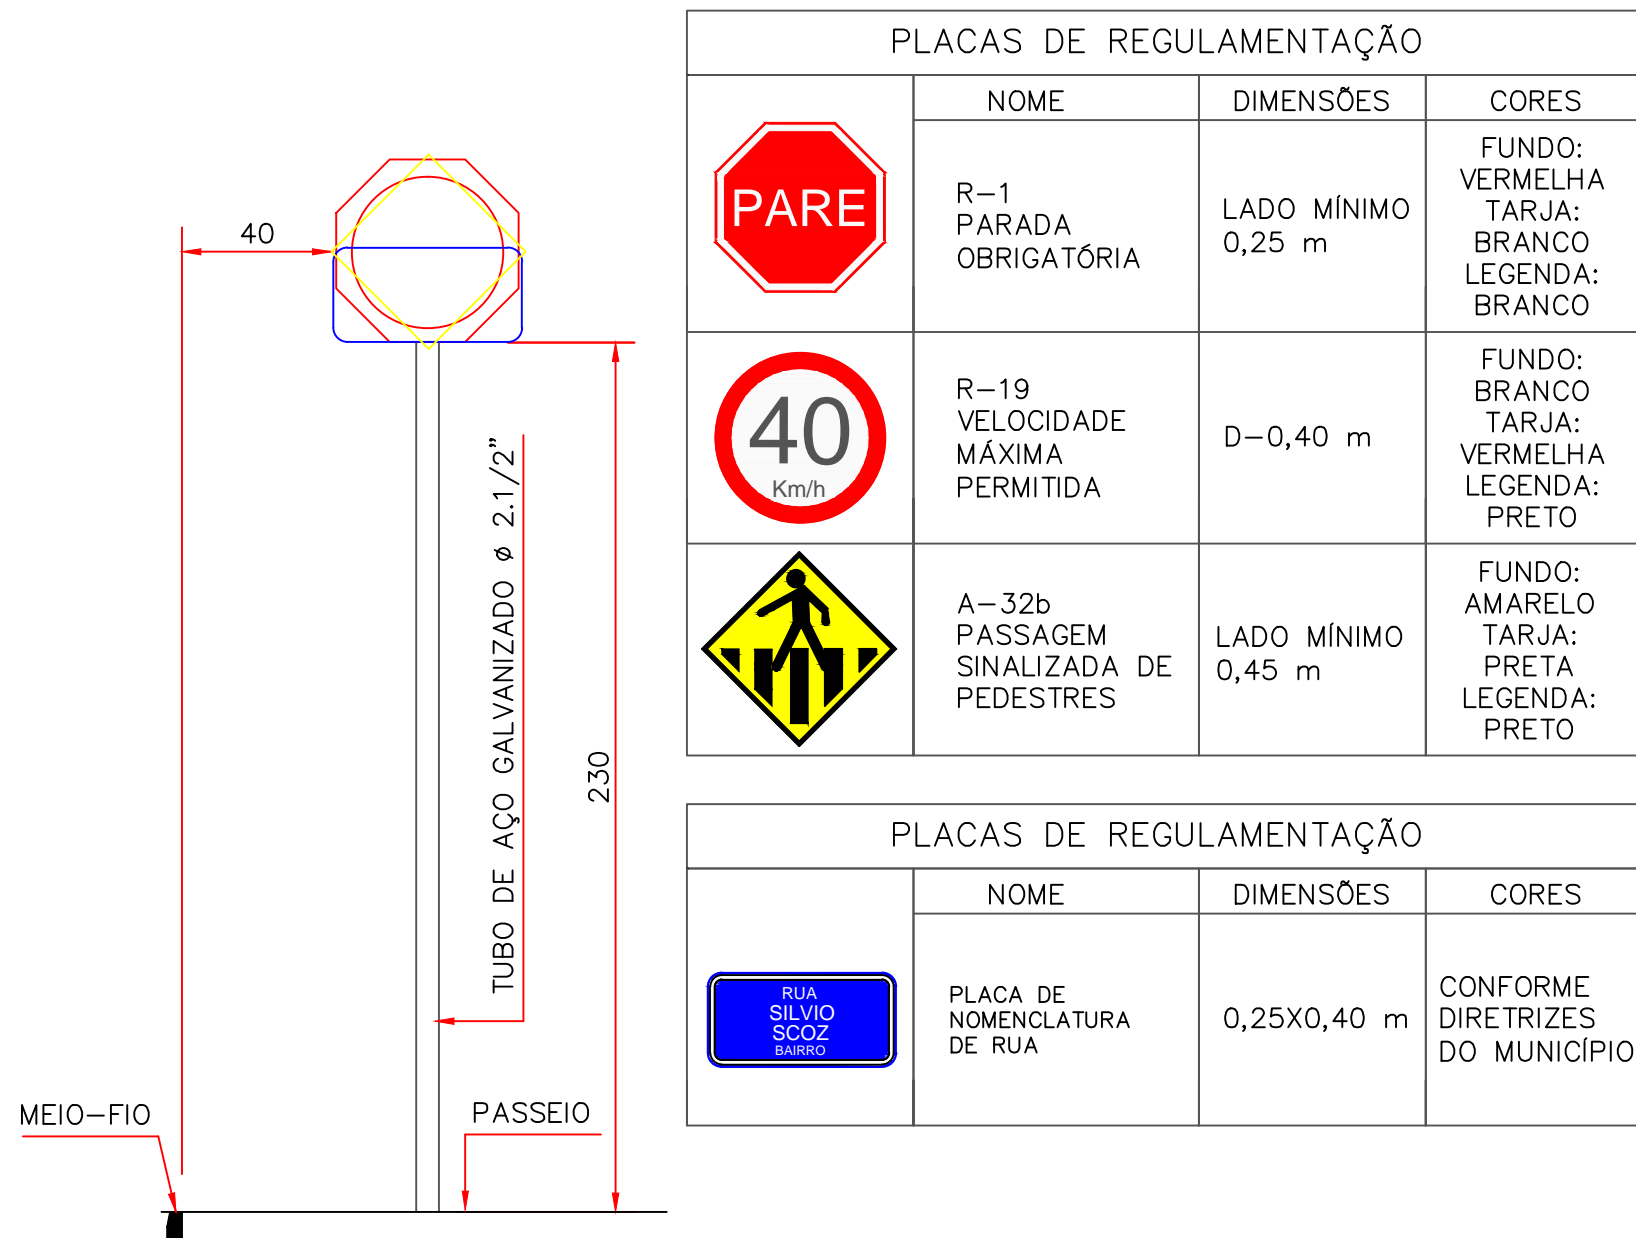 40
TUBO DE AÇO GALVANIZADO ø 2.1/2"
230
MEIO-FIO
PASSEIO
PLACAS DE REGULAMENTAÇÃO
NOME
DIMENSÕES
CORES
PARE
R-1
PARADA
OBRIGATÓRIA
LADO MÍNIMO
0,25 m
FUNDO:
VERMELHA
TARJA:
BRANCO
LEGENDA:
BRANCO
40
Km/h
R-19
VELOCIDADE
MÁXIMA
PERMITIDA
D-0,40 m
FUNDO:
BRANCO
TARJA:
VERMELHA
LEGENDA:
PRETO
A-32b
PASSAGEM
SINALIZADA DE
PEDESTRES
LADO MÍNIMO
0,45 m
FUNDO:
AMARELO
TARJA:
PRETA
LEGENDA:
PRETO
PLACAS DE REGULAMENTAÇÃO
NOME
DIMENSÕES
CORES
RUA
SILVIO
SCOZ
BAIRRO
PLACA DE
NOMENCLATURA
DE RUA
0,25X0,40 m
CONFORME
DIRETRIZES
DO MUNICÍPIO